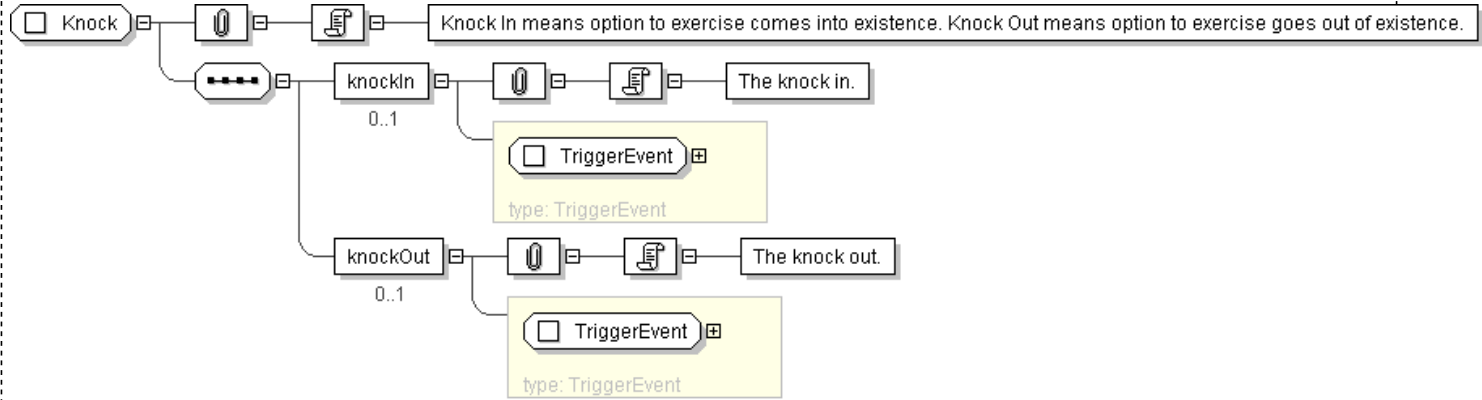 Knock
Knock In means option to exercise comes into existence. Knock Out means option to exercise goes out of existence.
knockIn
The knock in.
0..1
TriggerEvent
type: TriggerEvent
knockOut
The knock out.
0..1
TriggerEvent
type: TriggerEvent